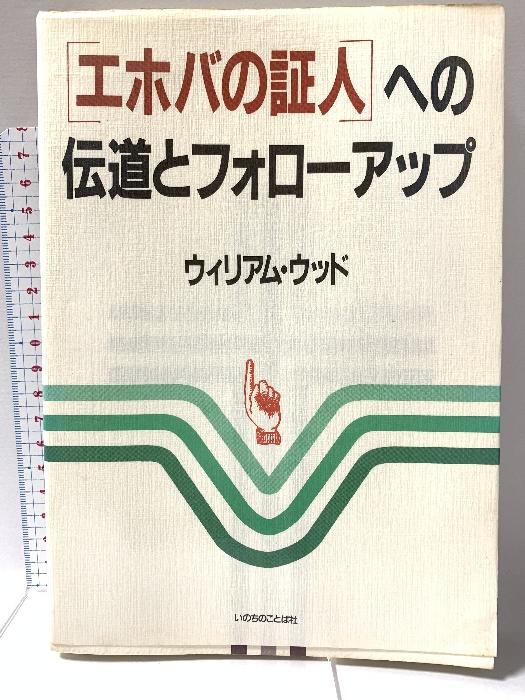 [エホバの証人]への
伝道とフォローアップ
ウィリアム・ウッド
いのちのことば社